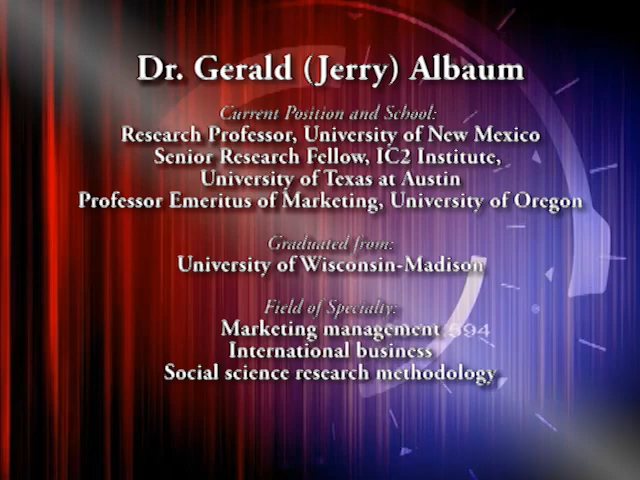 Dr. Gerald (Jerry) Albaum
Current Position and School:
Research Professor, University of New Mexico
Senior Research Fellow, IC2 Institute,
University of Texas at Austin
Professor Emeritus of Marketing, University of Oregon
Graduated from:
University of Wisconsin-Madison
Field of Specialty:
Marketing management
International business
Social science research methodology